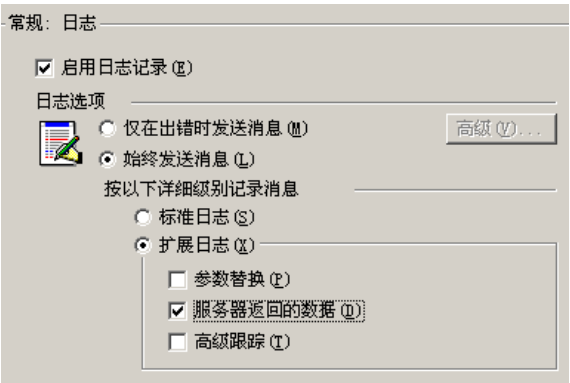 常规: 日志
启用日志记录(E)
日志选项
仅在出错时发送消息(M)
高级(V)...
始终发送消息(L)
按以下详细级别记录消息
标准日志(S)
扩展日志(X)
参数替换(P)
服务器返回的数据(D)
高级跟踪(T)